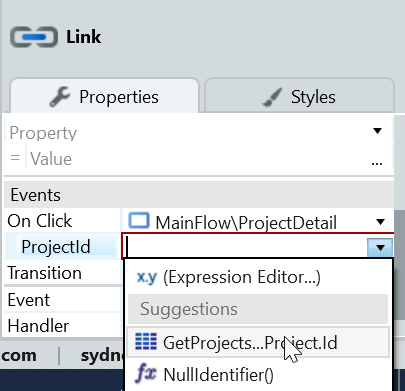 Link
Properties Styles
Property
= Value ...
Events
On Click MainFlow\ProjectDetail
ProjectId
Transition x.y (Expression Editor...)
Event Suggestions
Handler GetProjects...Project.Id
.com | sydne
fx NullIdentifier()